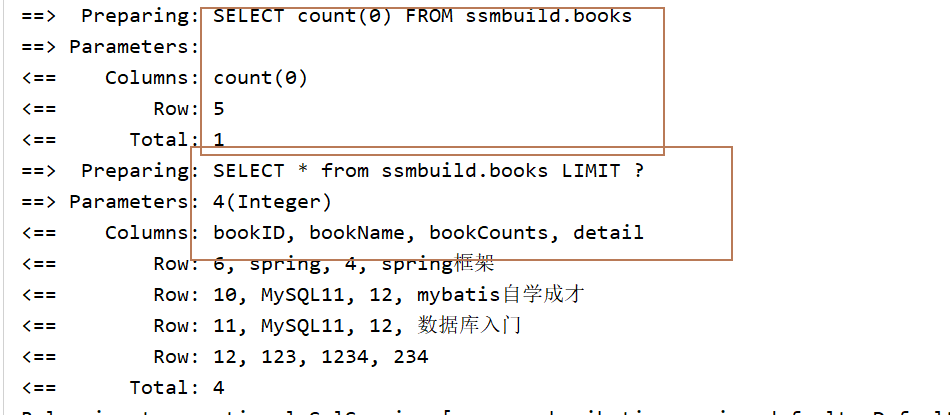 ==>  Preparing: SELECT count(0) FROM ssmbuild.books
==> Parameters:
<==    Columns: count(0)
<==        Row: 5
<==      Total: 1
==>  Preparing: SELECT * from ssmbuild.books LIMIT ?
==> Parameters: 4(Integer)
<==    Columns: bookID, bookName, bookCounts, detail
<==        Row: 6, spring, 4, spring框架
<==        Row: 10, MySQL11, 12, mybatis自学成才
<==        Row: 11, MySQL11, 12, 数据库入门
<==        Row: 12, 123, 1234, 234
<==      Total: 4